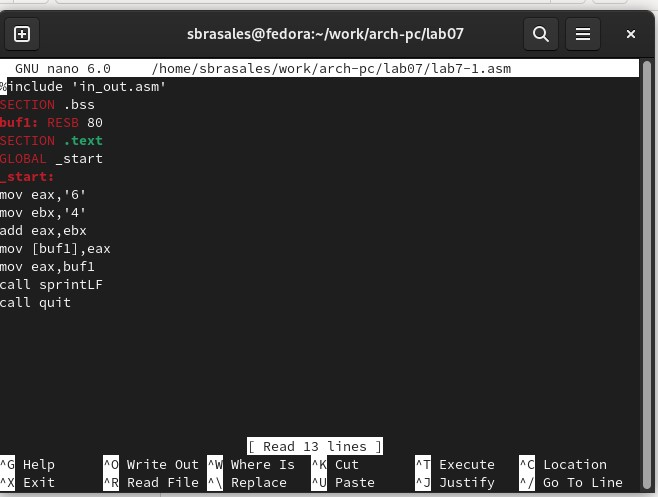 sbrasales@fedora:~/work/arch-pc/lab07
GNU nano 6.0 /home/sbrasales/work/arch-pc/lab07/lab7-1.asm
%include 'in_out.asm'
SECTION .bss
buf1: RESB 80
SECTION .text
GLOBAL _start
_start:
mov eax,'6'
mov ebx,'4'
add eax,ebx
mov [buf1],eax
mov eax,buf1
call sprintLF
call quit
[ Read 13 lines ]
^G Help ^O Write Out ^W Where Is ^K Cut ^T Execute ^C Location
^X Exit ^R Read File ^\ Replace ^U Paste ^J Justify ^/ Go To Line